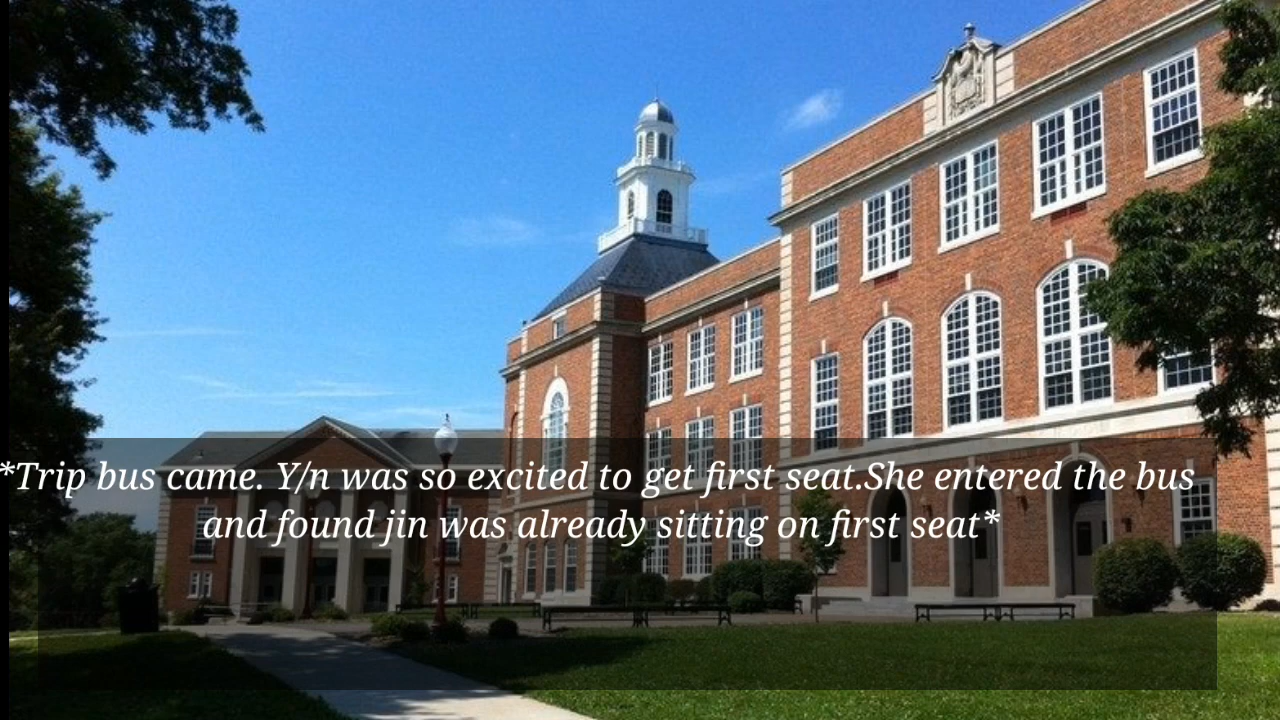 *Trip bus came. Y/n was so excited to get first seat.She entered the bus
and found jin was already sitting on first seat*